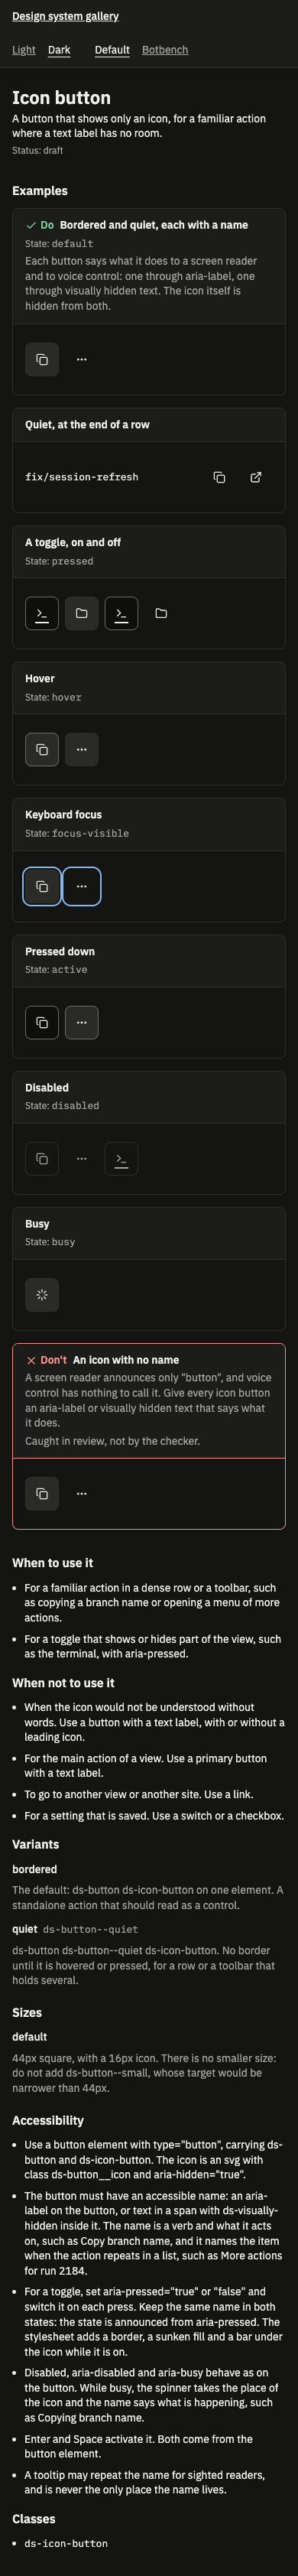 Design system gallery
Light Dark Default Botbench
Icon button
A button that shows only an icon, for a familiar action
where a text label has no room.
Status: draft
Examples
Do Bordered and quiet, each with a name
State: default
Each button says what it does to a screen reader
and to voice control: one through aria-label, one
through visually hidden text. The icon itself is
hidden from both.
Quiet, at the end of a row
fix/session-refresh
A toggle, on and off
State: pressed
Hover
State: hover
Keyboard focus
State: focus-visible
Pressed down
State: active
Disabled
State: disabled
Busy
State: busy
Don't An icon with no name
A screen reader announces only "button", and voice
control has nothing to call it. Give every icon button
an aria-label or visually hidden text that says what
it does.
Caught in review, not by the checker.
When to use it
• For a familiar action in a dense row or a toolbar, such
as copying a branch name or opening a menu of more
actions.
• For a toggle that shows or hides part of the view, such
as the terminal, with aria-pressed.
When not to use it
• When the icon would not be understood without
words. Use a button with a text label, with or without a
leading icon.
• For the main action of a view. Use a primary button
with a text label.
• To go to another view or another site. Use a link.
• For a setting that is saved. Use a switch or a checkbox.
Variants
bordered
The default: ds-button ds-icon-button on one element. A
standalone action that should read as a control.
quiet ds-button--quiet
ds-button ds-button--quiet ds-icon-button. No border
until it is hovered or pressed, for a row or a toolbar that
holds several.
Sizes
default
44px square, with a 16px icon. There is no smaller size:
do not add ds-button--small, whose target would be
narrower than 44px.
Accessibility
• Use a button element with type="button", carrying ds-
button and ds-icon-button. The icon is an svg with
class ds-button__icon and aria-hidden="true".
• The button must have an accessible name: an aria-
label on the button, or text in a span with ds-visually-
hidden inside it. The name is a verb and what it acts
on, such as Copy branch name, and it names the item
when the action repeats in a list, such as More actions
for run 2184.
• For a toggle, set aria-pressed="true" or "false" and
switch it on each press. Keep the same name in both
states: the state is announced from aria-pressed. The
stylesheet adds a border, a sunken fill and a bar under
the icon while it is on.
• Disabled, aria-disabled and aria-busy behave as on
the button. While busy, the spinner takes the place of
the icon and the name says what is happening, such
as Copying branch name.
• Enter and Space activate it. Both come from the
button element.
• A tooltip may repeat the name for sighted readers,
and is never the only place the name lives.
Classes
• ds-icon-button